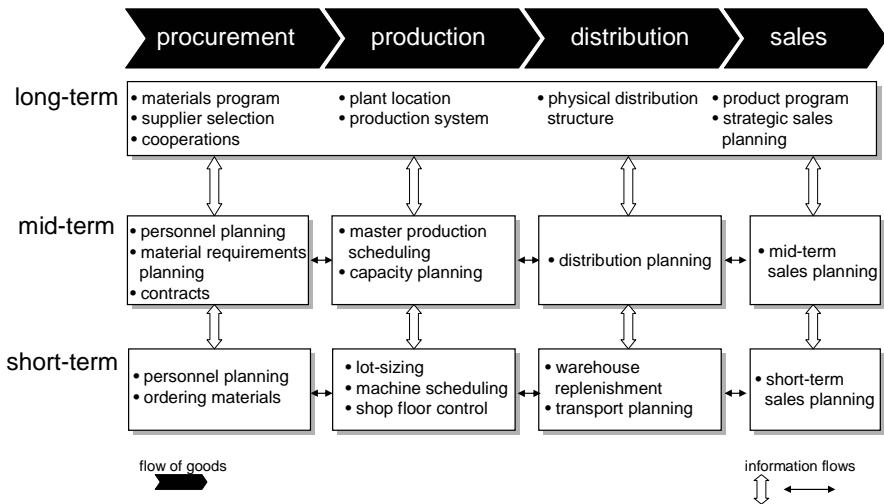 procurement
production
distribution
sales
long-term
• materials program
• supplier selection
• cooperations
• plant location
• production system
• physical distribution
structure
• product program
• strategic sales
planning
mid-term
• personnel planning
• material requirements
planning
• contracts
• master production
scheduling
• capacity planning
• distribution planning
• mid-term
sales planning
short-term
• personnel planning
• ordering materials
• lot-sizing
• machine scheduling
• shop floor control
• warehouse
replenishment
• transport planning
• short-term
sales planning
flow of goods
information flows